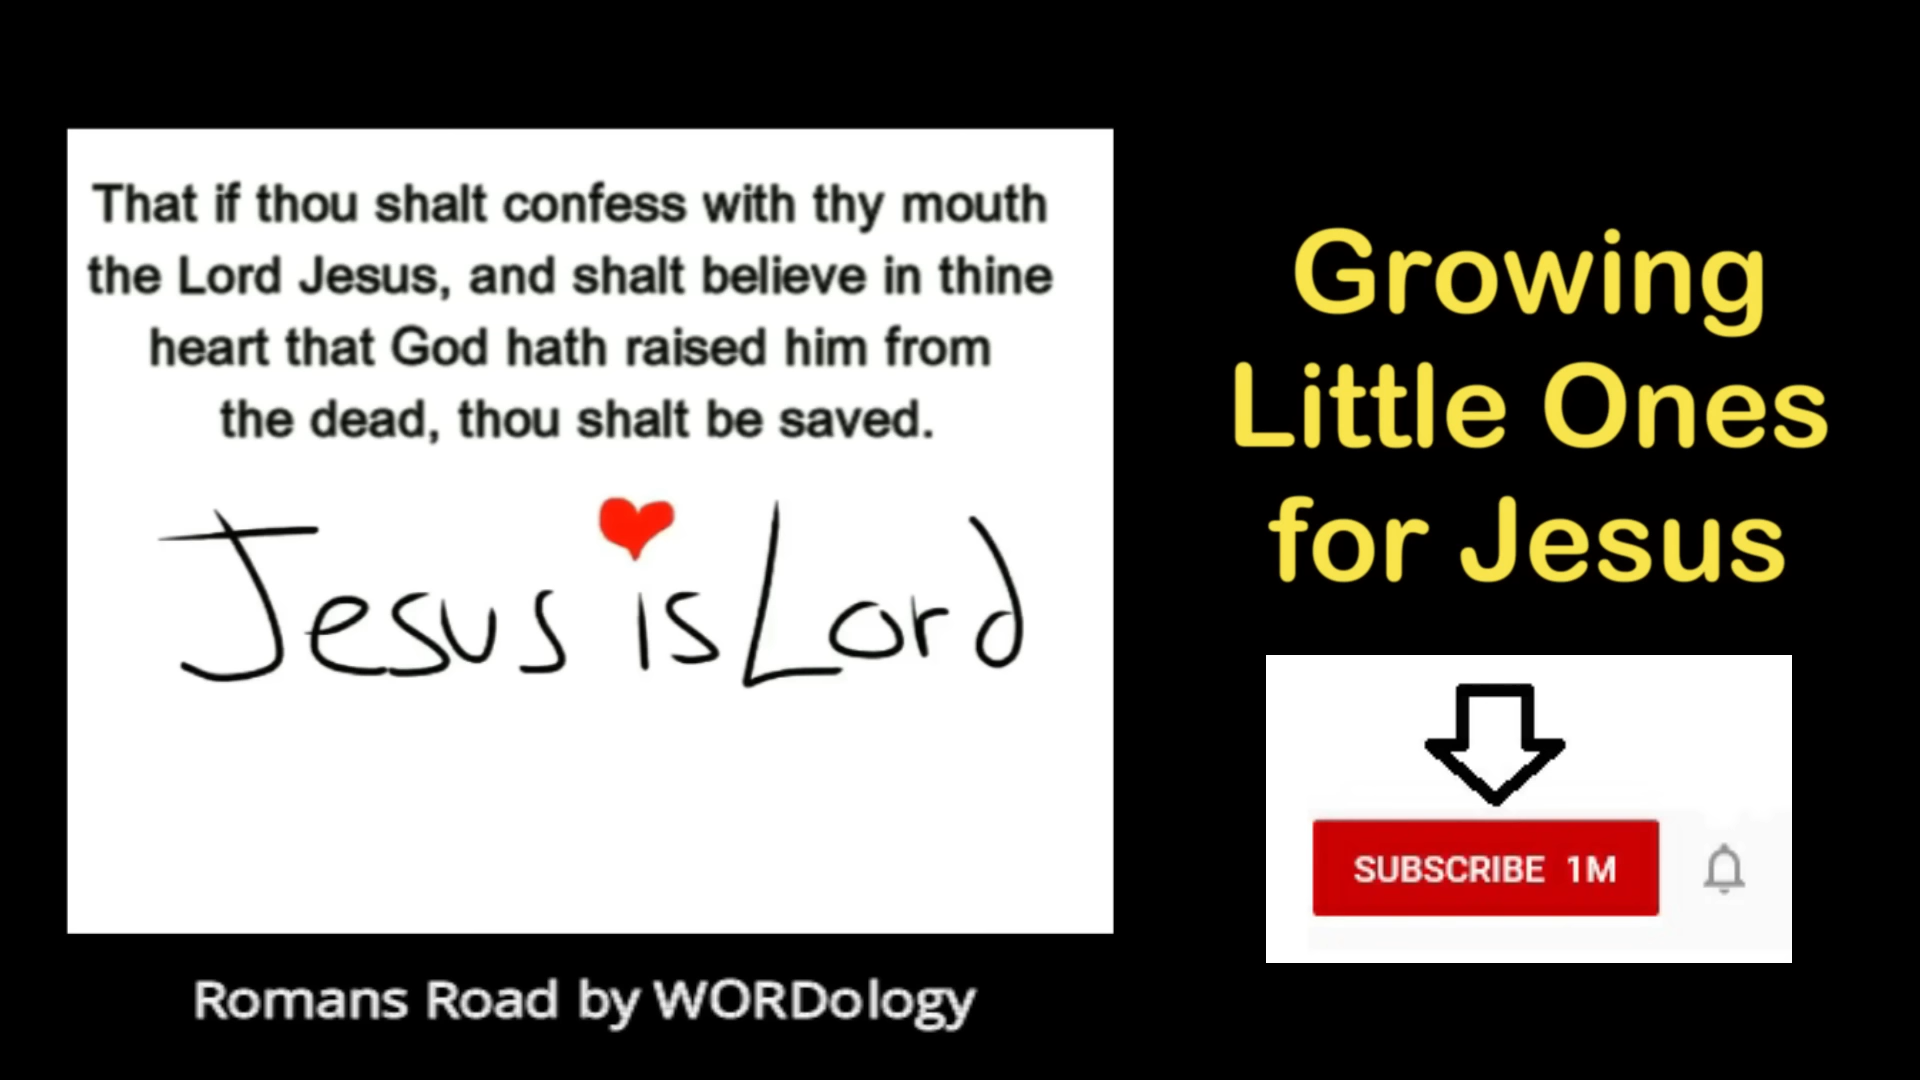 That if thou shalt confess with thy mouth
the Lord Jesus, and shalt believe in thine
heart that God hath raised him from
the dead, thou shalt be saved.
Jesus is Lord
Romans Road by WORDology
Growing
Little Ones
for Jesus
SUBSCRIBE 1M